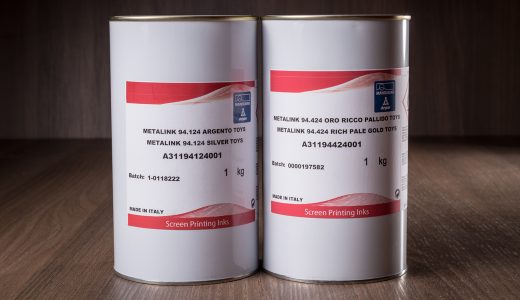 METALINK 94.124 ARGENTO TOYS
METALINK 94.124 SILVER TOYS
A31194124001
1 kg
Batch: 1-0118222
MADE IN ITALY
Screen Printing Inks
METALINK 94.424 ORO RICCO PALLIDO TOYS
METALINK 94.424 RICH PALE GOLD TOYS
A31194424001
1 kg
Batch: 0000197582
MADE IN ITALY
Screen Printing Inks